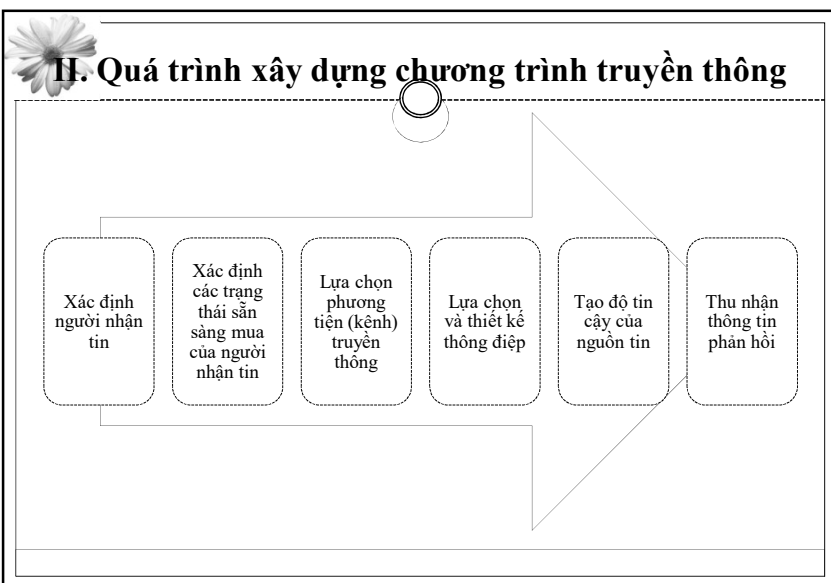 II. Quá trình xây dựng chương trình truyền thông
Xác định
người nhận
tin
Xác định
các trạng
thái sẵn
sàng mua
của người
nhận tin
Lựa chọn
phương
tiện (kênh)
truyền
thông
Lựa chọn
và thiết kế
thông điệp
Tạo độ tin
cậy của
nguồn tin
Thu nhận
thông tin
phản hồi